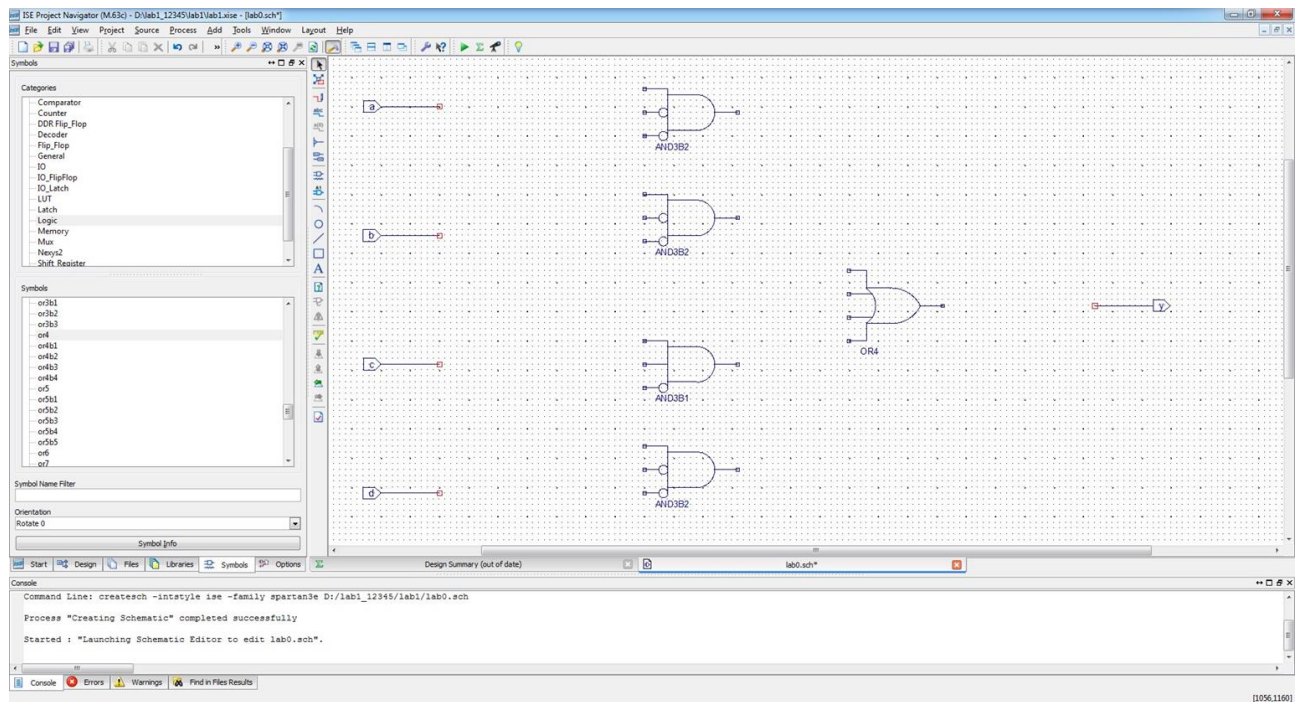 ISE Project Navigator (M.63c) - D:\lab1_12345\lab1\lab1.xise - [lab0.sch*]
File Edit View Project Source Process Add Tools Window Layout Help
Symbols
Categories
Comparator
Counter
DDR Flip_Flop
Decoder
Flip_Flop
General
IO
IO_FlipFlop
IO_Latch
LUT
Latch
Logic
Memory
Mux
Nexys2
Shift Register
Symbols
or3b1
or3b2
or3b3
or4
or4b1
or4b2
or4b3
or4b4
or5
or5b1
or5b2
or5b3
or5b4
or5b5
or6
or7
Symbol Name Filter
Orientation
Rotate 0
Symbol Info
a
b
c
d
AND3B2
AND3B2
AND3B1
AND3B2
OR4
y
Start Design Files Libraries Symbols Options
Design Summary (out of date)
lab0.sch*
Console
Command Line: createsch -intstyle ise -family spartan3e D:/lab1_12345/lab1/lab0.sch
Process "Creating Schematic" completed successfully
Started : "Launching Schematic Editor to edit lab0.sch".
Console Errors Warnings Find in Files Results
[1056,1160]